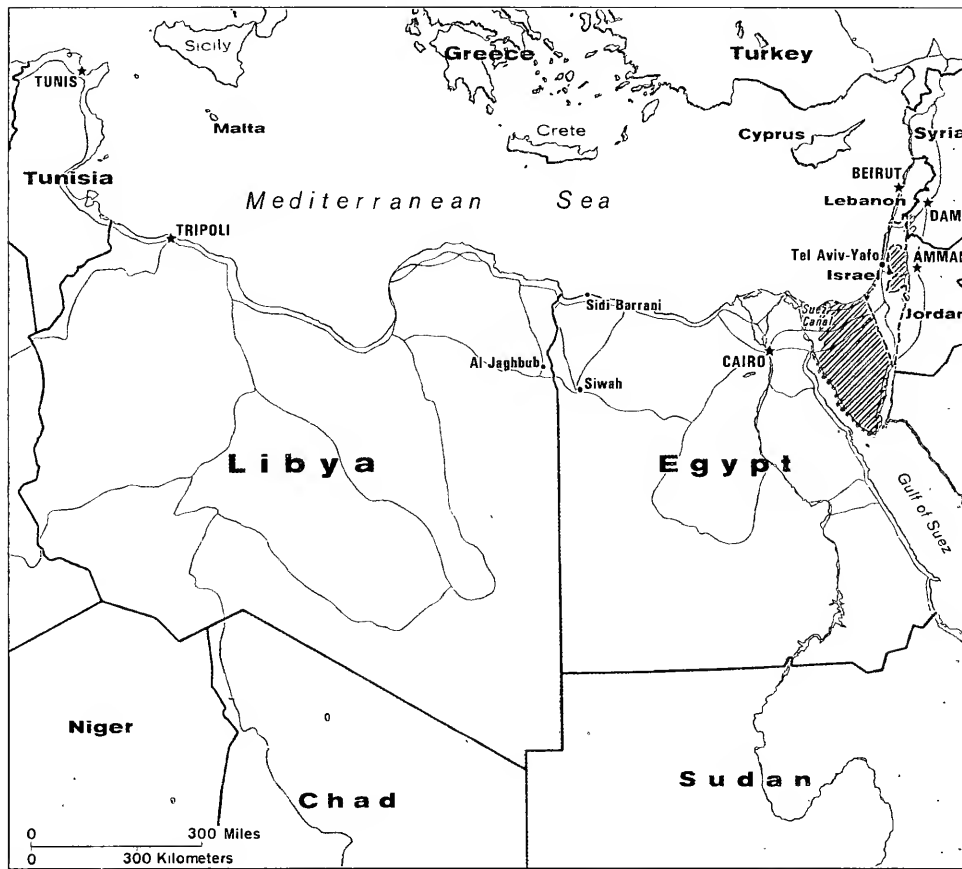 Sicily
Greece
Turkey
TUNIS
Malta
Crete
Cyprus
Syria
Tunisia
BEIRUT
Lebanon
Mediterranean Sea
DAM
TRIPOLI
Tel Aviv-Yafo
AMMAN
Israel
Sidi Barrani
Suez
Canal
Jordan
Al Jaghbub
CAIRO
Siwah
Libya
Egypt
Gulf of Suez
Niger
Sudan
Chad
0 300 Miles
0 300 Kilometers